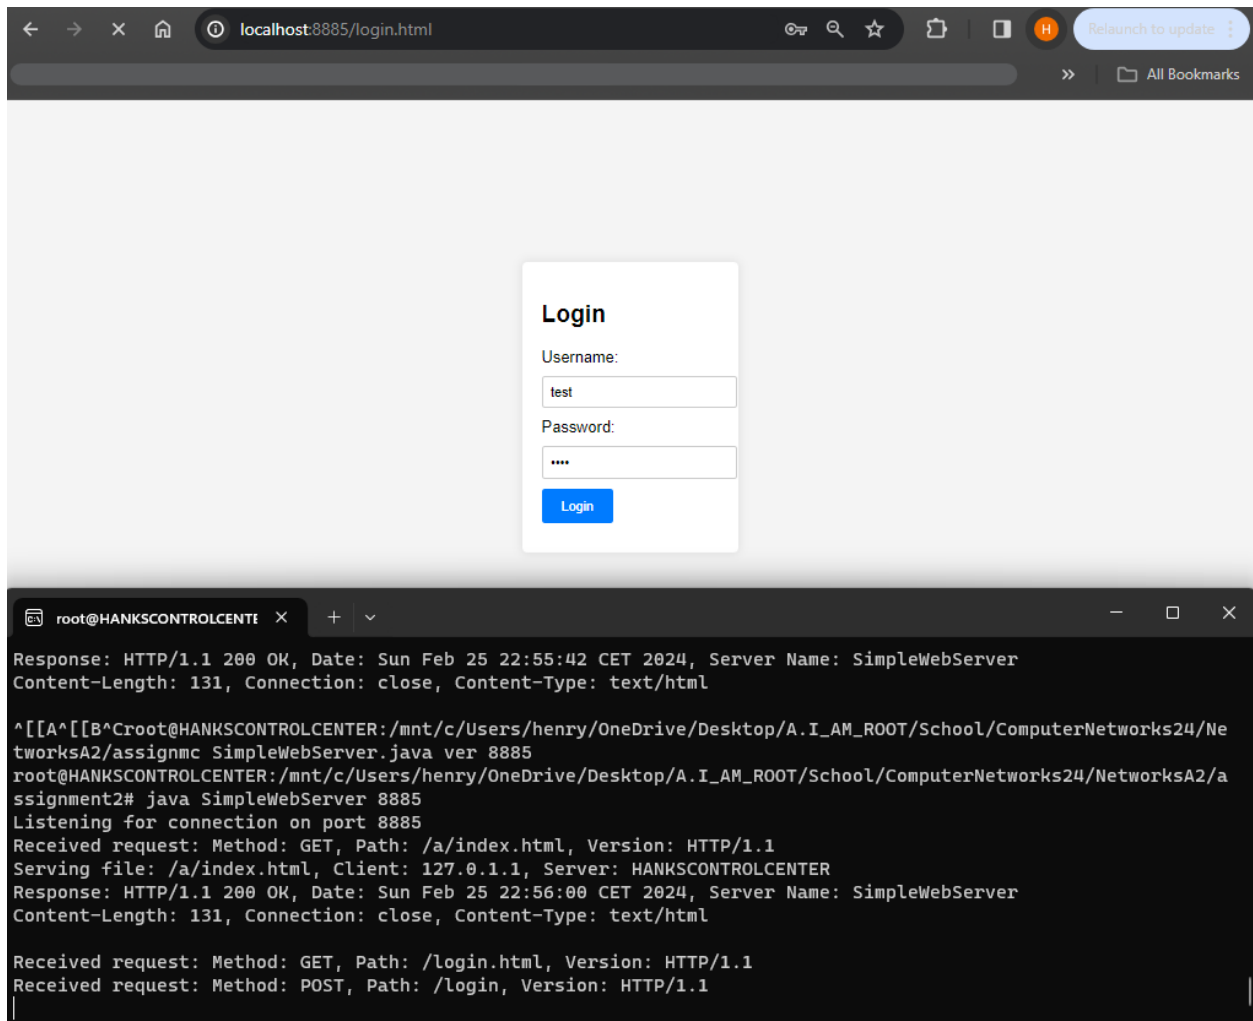 localhost:8885/login.html
H
Relaunch to update
All Bookmarks
Login
Username:
test
Password:
••••
Login
root@HANKSCONTROLCENTE
Response: HTTP/1.1 200 OK, Date: Sun Feb 25 22:55:42 CET 2024, Server Name: SimpleWebServer
Content-Length: 131, Connection: close, Content-Type: text/html
^[[A^[[B^Croot@HANKSCONTROLCENTER:/mnt/c/Users/henry/OneDrive/Desktop/A.I_AM_ROOT/School/ComputerNetworks24/Ne
tworksA2/assignmc SimpleWebServer.java ver 8885
root@HANKSCONTROLCENTER:/mnt/c/Users/henry/OneDrive/Desktop/A.I_AM_ROOT/School/ComputerNetworks24/NetworksA2/a
ssignment2# java SimpleWebServer 8885
Listening for connection on port 8885
Received request: Method: GET, Path: /a/index.html, Version: HTTP/1.1
Serving file: /a/index.html, Client: 127.0.1.1, Server: HANKSCONTROLCENTER
Response: HTTP/1.1 200 OK, Date: Sun Feb 25 22:56:00 CET 2024, Server Name: SimpleWebServer
Content-Length: 131, Connection: close, Content-Type: text/html
Received request: Method: GET, Path: /login.html, Version: HTTP/1.1
Received request: Method: POST, Path: /login, Version: HTTP/1.1